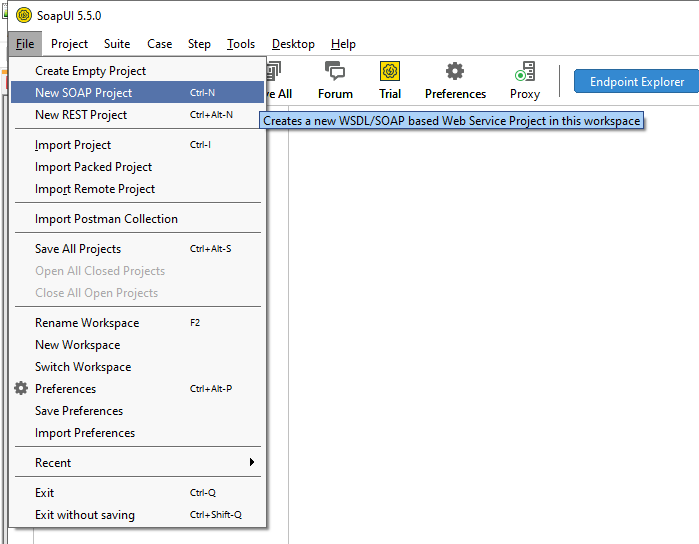 SoapUI 5.5.0
File Project Suite Case Step Tools Desktop Help
ve All Forum Trial Preferences Proxy Endpoint Explorer
Create Empty Project
New SOAP Project Ctrl-N
New REST Project Ctrl+Alt-N
Creates a new WSDL/SOAP based Web Service Project in this workspace
Import Project Ctrl-I
Import Packed Project
Import Remote Project
Import Postman Collection
Save All Projects Ctrl+Alt-S
Open All Closed Projects
Close All Open Projects
Rename Workspace F2
New Workspace
Switch Workspace
Preferences Ctrl+Alt-P
Save Preferences
Import Preferences
Recent
Exit Ctrl-Q
Exit without saving Ctrl+Shift-Q